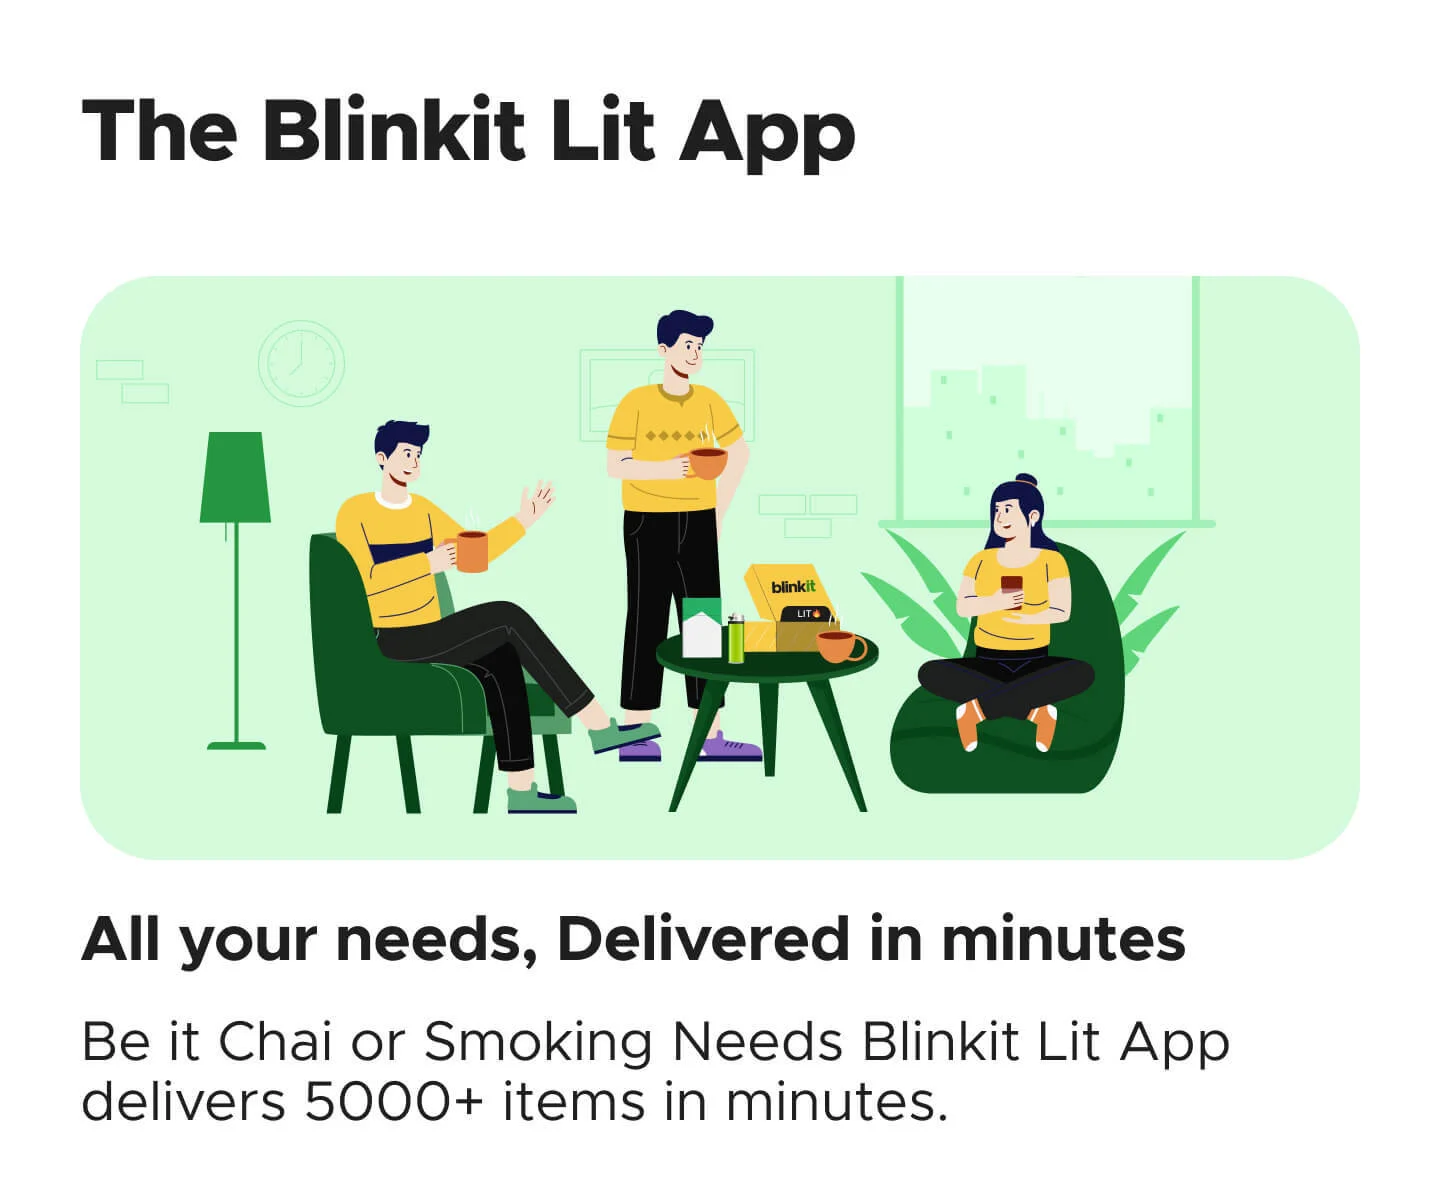 The Blinkit Lit App
blinkit
LIT🔥
All your needs, Delivered in minutes
Be it Chai or Smoking Needs Blinkit Lit App
delivers 5000+ items in minutes.